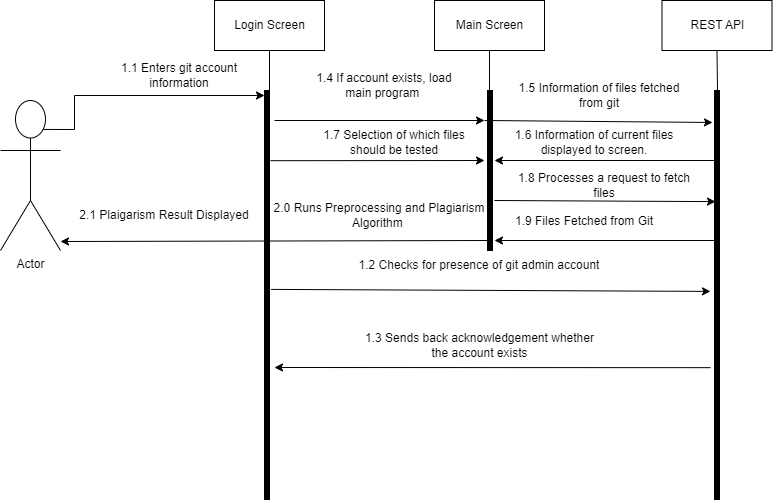 Login Screen
Main Screen
REST API
1.1 Enters git account
information
1.4 If account exists, load
main program
1.5 Information of files fetched
from git
1.7 Selection of which files
should be tested
1.6 Information of current files
displayed to screen.
1.8 Processes a request to fetch
files
2.1 Plaigarism Result Displayed
2.0 Runs Preprocessing and Plagiarism
Algorithm
1.9 Files Fetched from Git
Actor
1.2 Checks for presence of git admin account
1.3 Sends back acknowledgement whether
the account exists